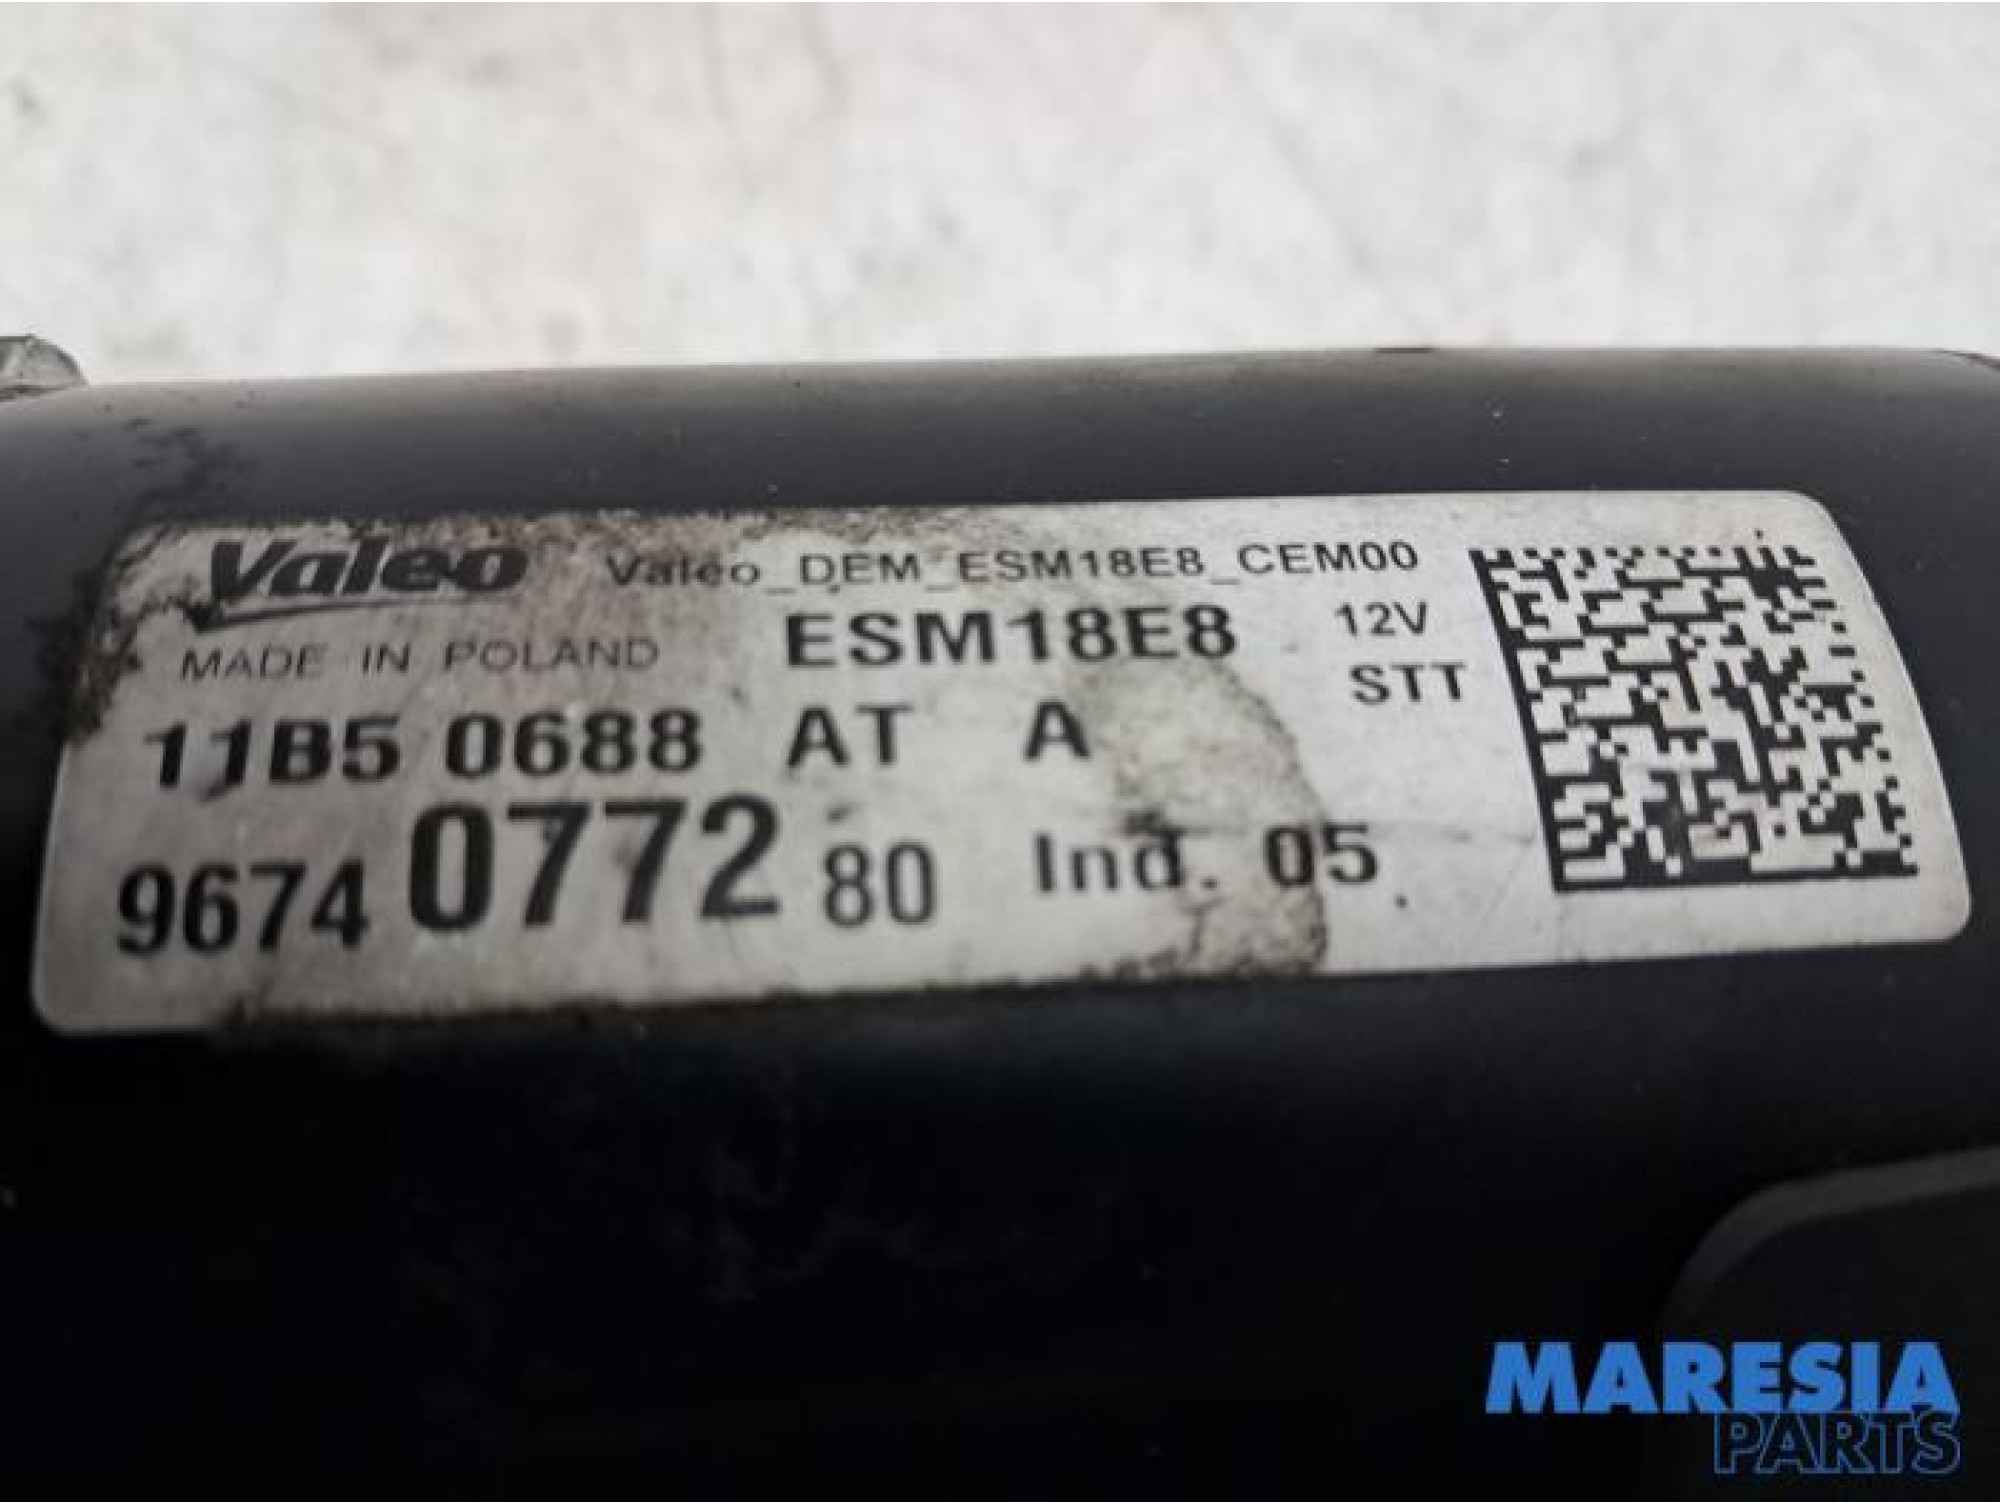 Valeo Valeo_DEM_ESM18E8_CEM00
MADE IN POLAND ESM18E8 12V
STT
11B5 0688 AT A
9674 0772 80 Ind. 05
MARESIA
PARTS